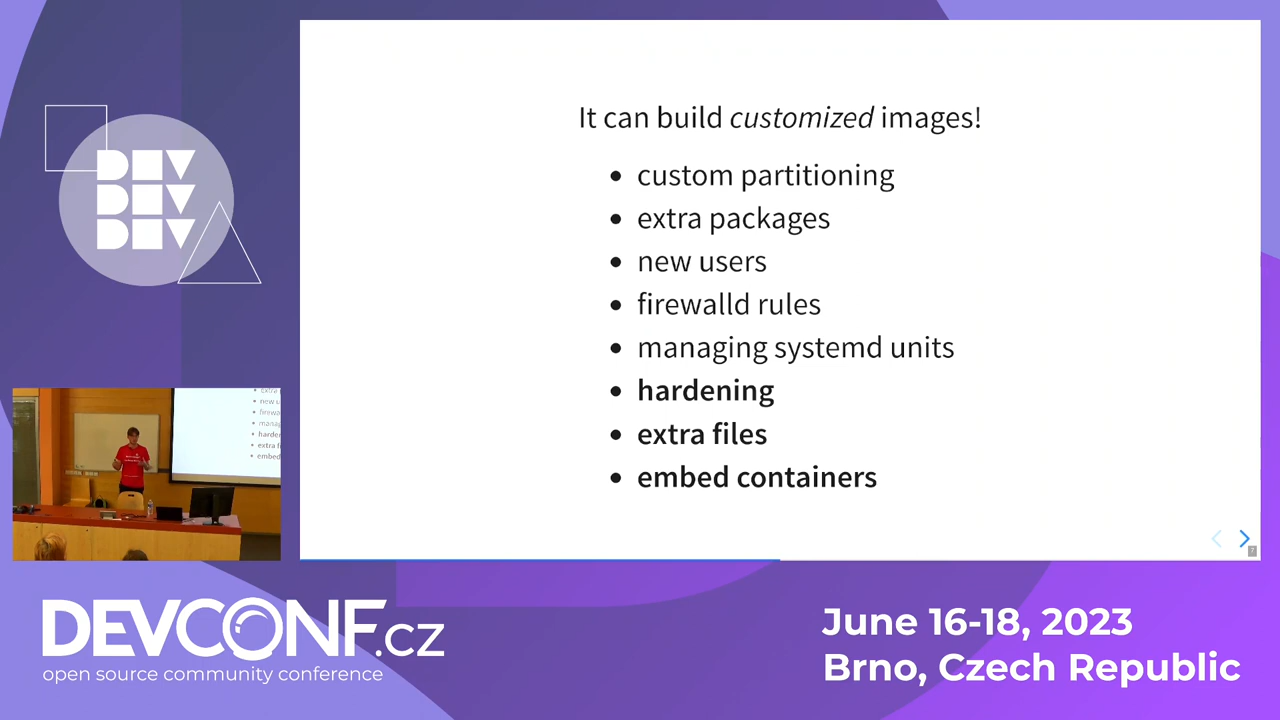 DEV
DEV
DEV
It can build customized images!
• custom partitioning
• extra packages
• new users
• firewalld rules
• managing systemd units
• hardening
• extra files
• embed containers
DEVCONF.cz
open source community conference
June 16-18, 2023
Brno, Czech Republic